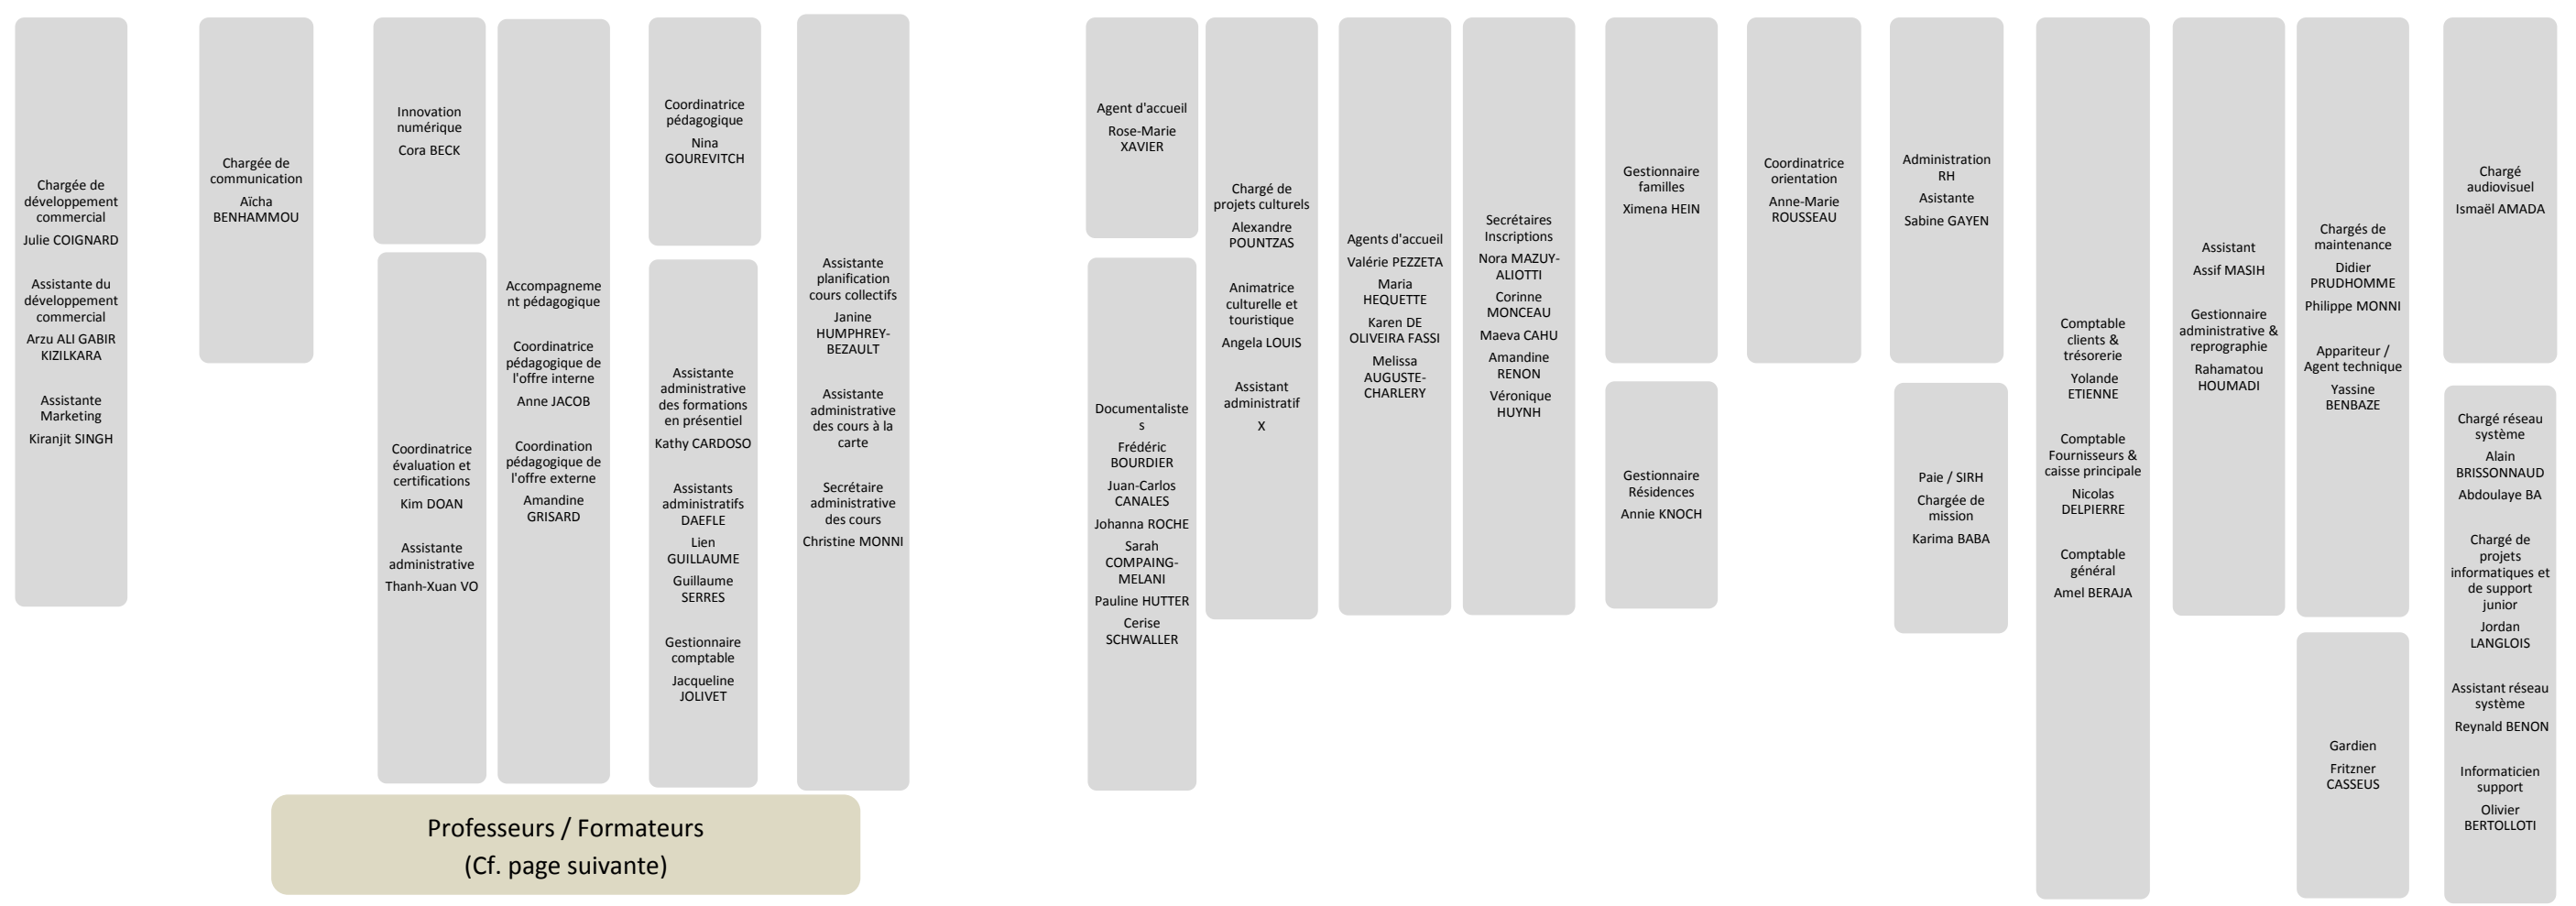 Chargée de
développement
commercial
Julie COIGNARD
Assistante du
développement
commercial
Arzu ALI GABIR
KIZILKARA
Assistante
Marketing
Kiranjit SINGH
Chargée de
communication
Aïcha
BENHAMMOU
Innovation
numérique
Cora BECK
Coordinatrice
évaluation et
certifications
Kim DOAN
Assistante
administrative
Thanh-Xuan VO
Accompagneme
nt pédagogique
Coordinatrice
pédagogique de
l'offre interne
Anne JACOB
Coordination
pédagogique de
l'offre externe
Amandine
GRISARD
Coordinatrice
pédagogique
Nina
GOUREVITCH
Assistante
administrative
des formations
en présentiel
Kathy CARDOSO
Assistants
administratifs
DAEFLE
Lien
GUILLAUME
Guillaume
SERRES
Gestionnaire
comptable
Jacqueline
JOLIVET
Assistante
planification
cours collectifs
Janine
HUMPHREY-
BEZAULT
Assistante
administrative
des cours à la
carte
Secrétaire
administrative
des cours
Christine MONNI
Professeurs / Formateurs
(Cf. page suivante)
Agent d'accueil
Rose-Marie
XAVIER
Documentaliste
s
Frédéric
BOURDIER
Juan-Carlos
CANALES
Johanna ROCHE
Sarah
COMPAING-
MELANI
Pauline HUTTER
Cerise
SCHWALLER
Chargé de
projets culturels
Alexandre
POUNTZAS
Animatrice
culturelle et
touristique
Angela LOUIS
Assistant
administratif
X
Agents d'accueil
Valérie PEZZETA
Maria
HEQUETTE
Karen DE
OLIVEIRA FASSI
Melissa
AUGUSTE-
CHARLERY
Secrétaires
Inscriptions
Nora MAZUY-
ALIOTTI
Corinne
MONCEAU
Maeva CAHU
Amandine
RENON
Véronique
HUYNH
Gestionnaire
familles
Ximena HEIN
Gestionnaire
Résidences
Annie KNOCH
Coordinatrice
orientation
Anne-Marie
ROUSSEAU
Administration
RH
Asistante
Sabine GAYEN
Paie / SIRH
Chargée de
mission
Karima BABA
Comptable
clients &
trésorerie
Yolande
ETIENNE
Comptable
Fournisseurs &
caisse principale
Nicolas
DELPIERRE
Comptable
général
Amel BERAJA
Assistant
Assif MASIH
Gestionnaire
administrative &
reprographie
Rahamatou
HOUMADI
Chargés de
maintenance
Didier
PRUDHOMME
Philippe MONNI
Appariteur /
Agent technique
Yassine
BENBAZE
Gardien
Fritzner
CASSEUS
Chargé
audiovisuel
Ismaël AMADA
Chargé réseau
système
Alain
BRISSONNAUD
Abdoulaye BA
Chargé de
projets
informatiques et
de support
junior
Jordan
LANGLOIS
Assistant réseau
système
Reynald BENON
Informaticien
support
Olivier
BERTOLLOTI